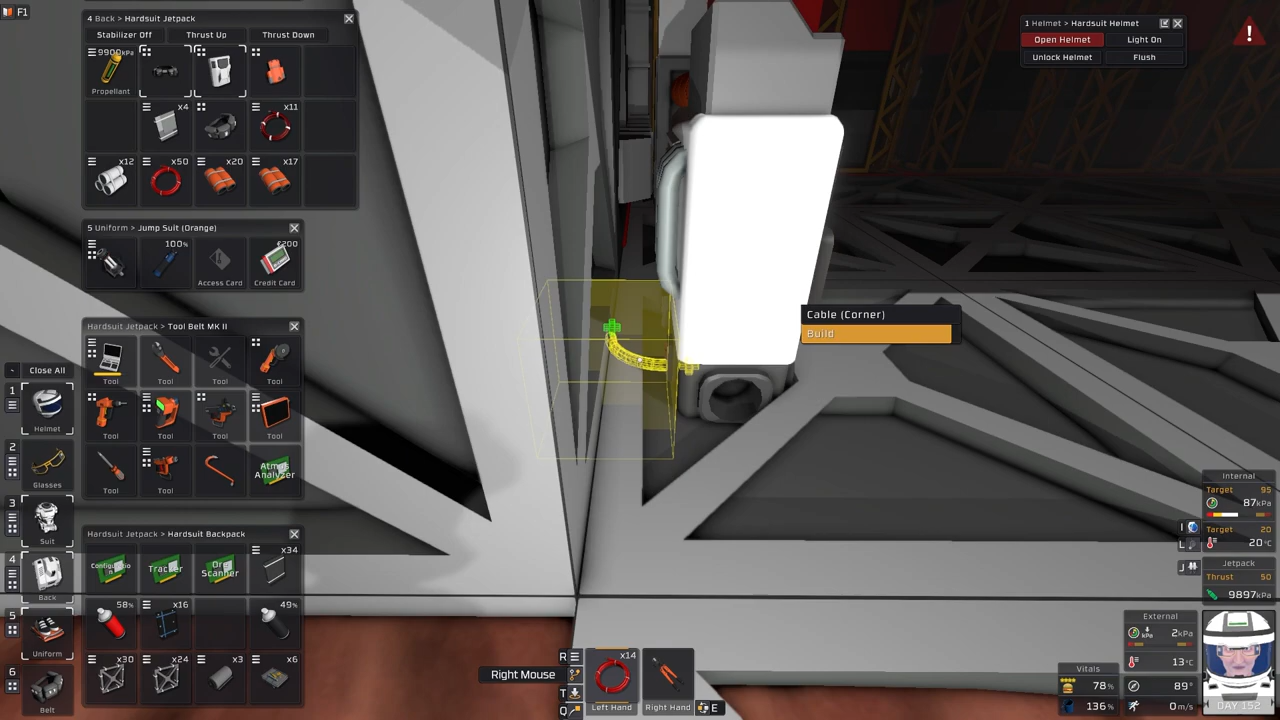 F1
4 Back > Hardsuit Jetpack
Stabilizer Off
Thrust Up
Thrust Down
9900kPa
Propellant
x4
x11
x12
x50
x20
x17
5 Uniform > Jump Suit (Orange)
100%
€200
Access Card
Credit Card
Hardsuit Jetpack > Tool Belt MK II
Tool
Tool
Tool
Tool
Tool
Tool
Tool
Tool
Tool
Tool
Atmos
Analyzer
Hardsuit Jetpack > Hardsuit Backpack
x34
Tracker
Ore
Scanner
58%
x16
49%
x30
x24
x3
x6
Close All
1
Helmet
2
Glasses
3
Suit
4
Back
5
Uniform
6
Belt
1 Helmet > Hardsuit Helmet
Open Helmet
Light On
Unlock Helmet
Flush
!
Cable (Corner)
Build
Right Mouse
R
T
Q
x14
Left Hand
Right Hand
E
Internal
Target 95
87kPa
Target 20
20°C
Jetpack
Thrust 50
9897kPa
I
L
J
External
kPa
2kPa
13°C
Vitals
78%
136%
89°
0m/s
DAY 152